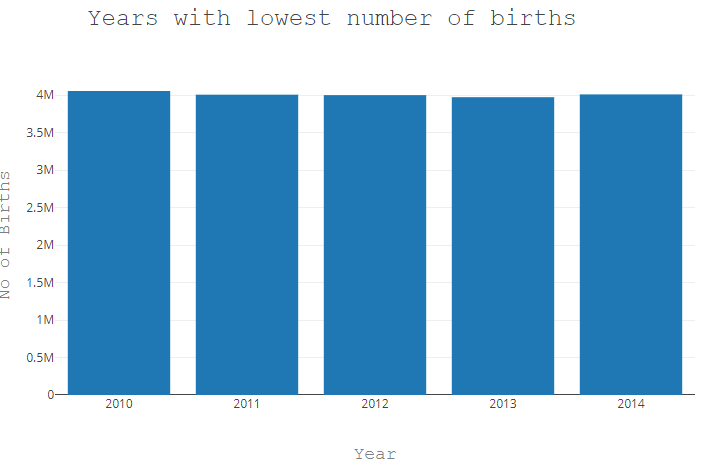 Years with lowest number of births
4M
3.5M
3M
2.5M
2M
1.5M
1M
0.5M
0
No of Births
2010 2011 2012 2013 2014
Year